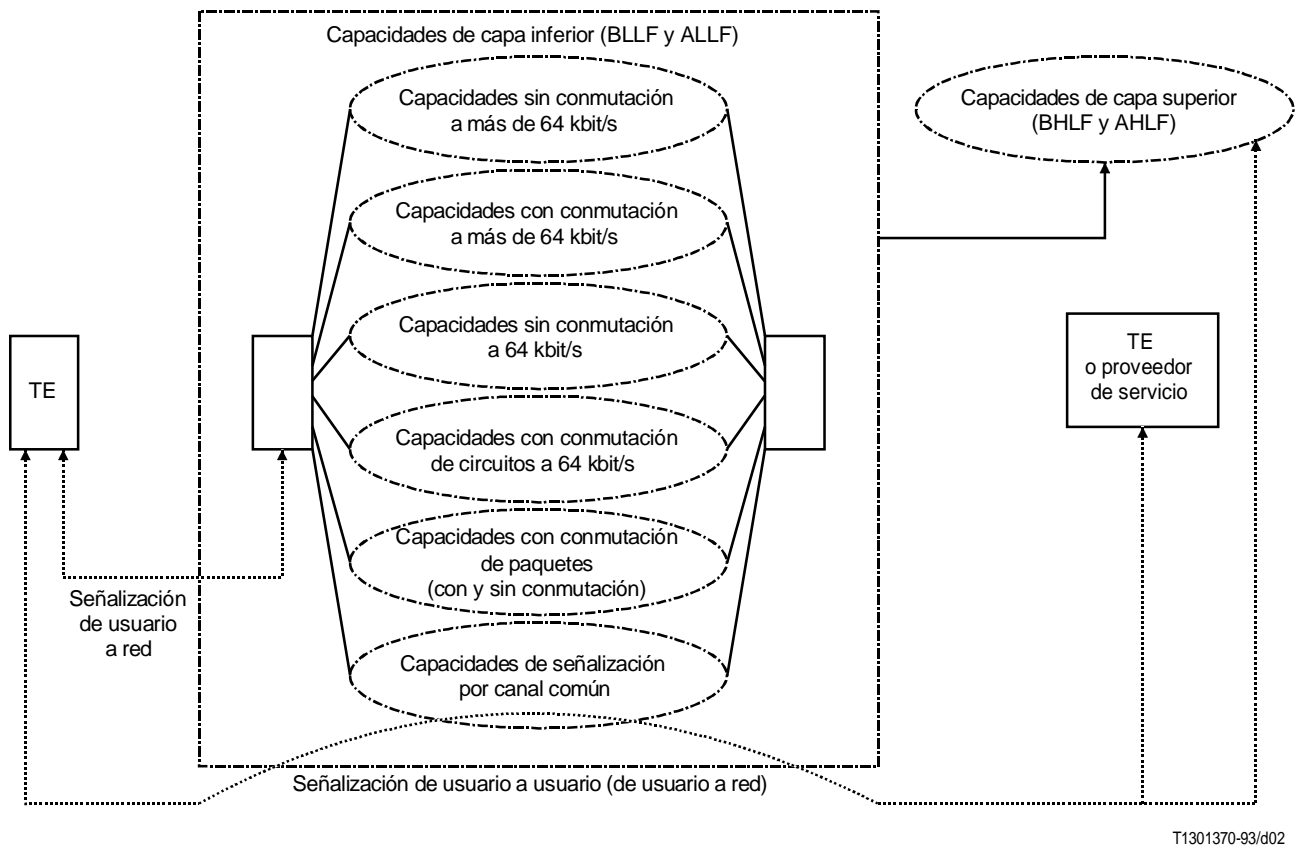 Capacidades de capa inferior (BLLF y ALLF)
Capacidades sin conmutación
a más de 64 kbit/s
Capacidades de capa superior
(BHLF y AHLF)
Capacidades con conmutación
a más de 64 kbit/s
Capacidades sin conmutación
a 64 kbit/s
TE
TE
o proveedor
de servicio
Capacidades con conmutación
de circuitos a 64 kbit/s
Capacidades con conmutación
de paquetes
(con y sin conmutación)
Señalización
de usuario
a red
Capacidades de señalización
por canal común
Señalización de usuario a usuario (de usuario a red)
T1301370-93/d02